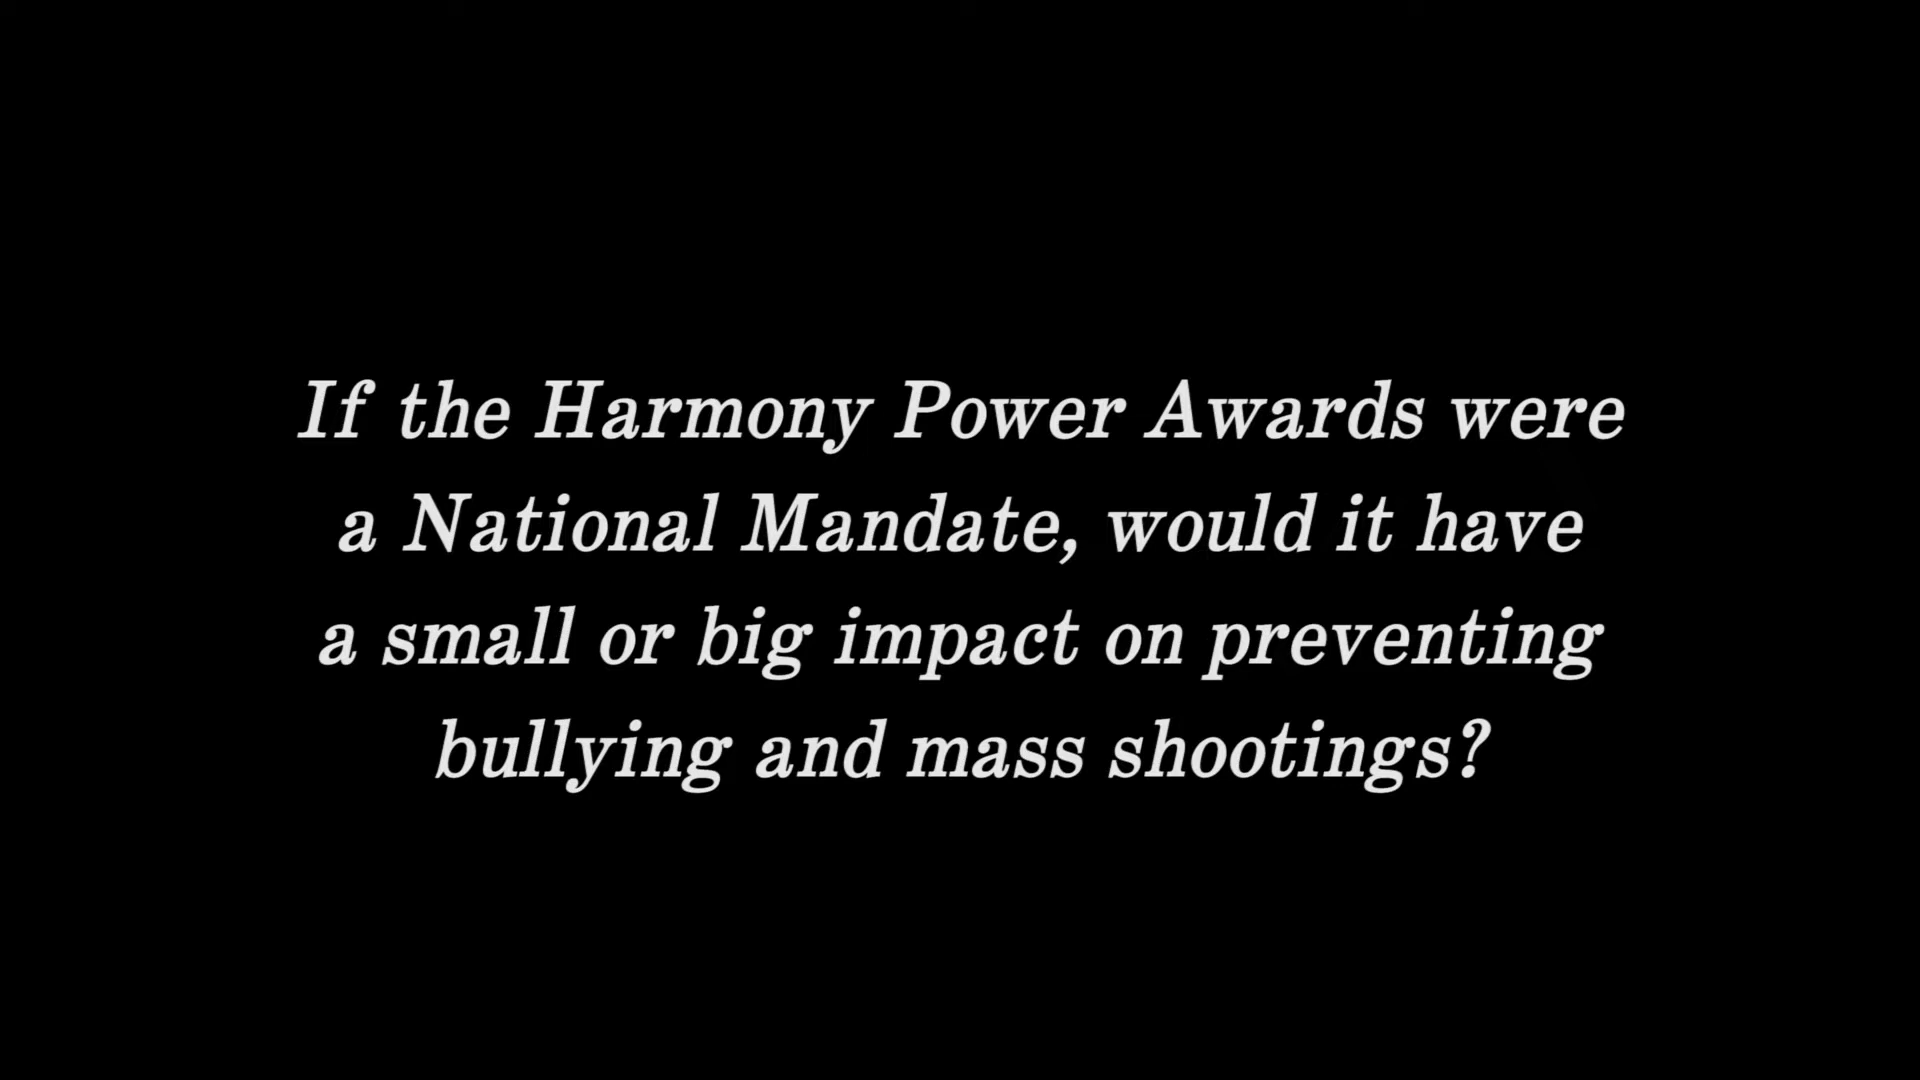 If the Harmony Power Awards were
a National Mandate, would it have
a small or big impact on preventing
bullying and mass shootings?